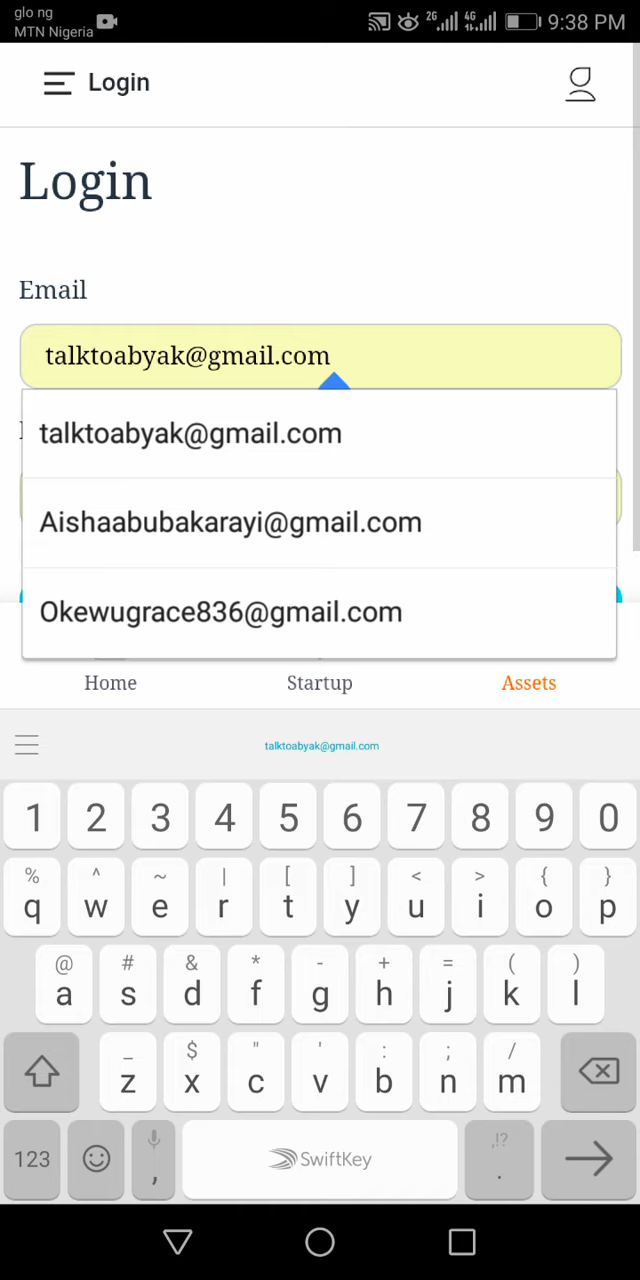 glo ng
MTN Nigeria
2G 4G 9:38 PM
Login
Login
Email
talktoabyak@gmail.com
talktoabyak@gmail.com
Aishaabubakarayi@gmail.com
Okewugrace836@gmail.com
Home Startup Assets
talktoabyak@gmail.com
1 2 3 4 5 6 7 8 9 0
% ^ ~ | [ ] < > { }
q w e r t y u i o p
@ # & * - + = ( )
a s d f g h j k l
_ $ " ' : ; /
z x c v b n m
,!?
123 , SwiftKey .